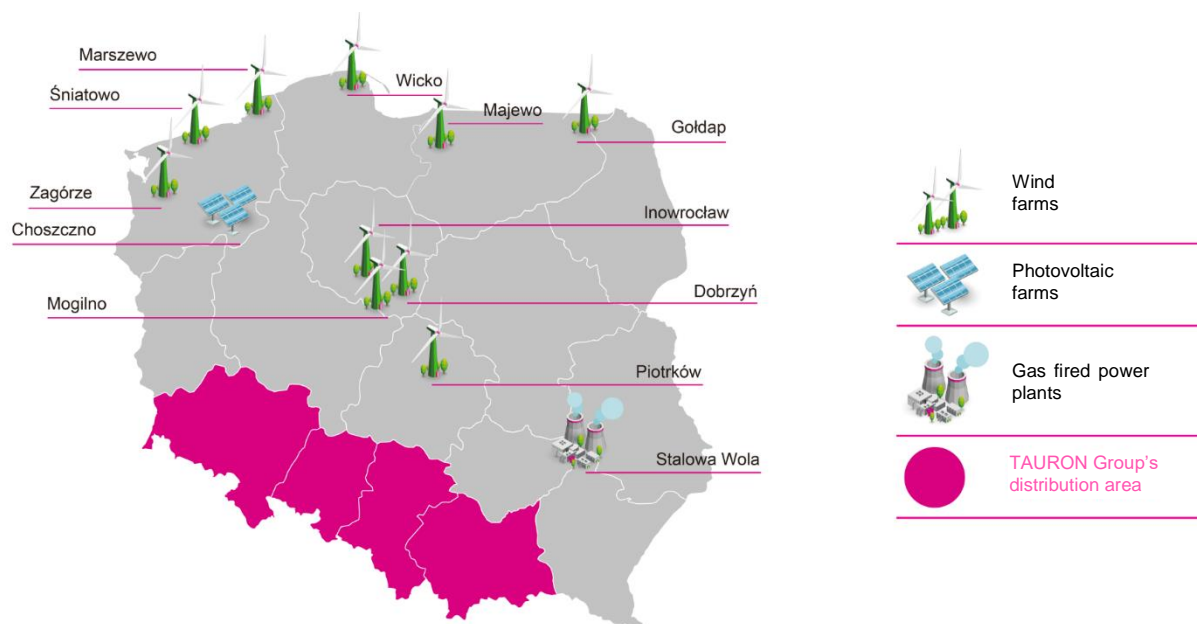 Marszewo
Śniatowo
Wicko
Majewo
Gołdap
Zagórze
Choszczno
Inowrocław
Mogilno
Dobrzyń
Piotrków
Stalowa Wola
Wind
farms
Photovoltaic
farms
Gas fired power
plants
TAURON Group's
distribution area